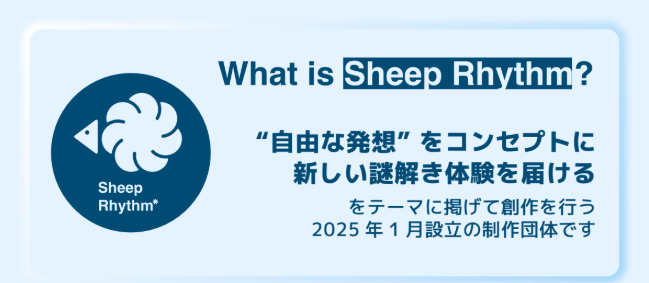 What is Sheep Rhythm?
“自由な発想” をコンセプトに
新しい謎解き体験を届ける
をテーマに掲げて創作を行う
2025 年 1 月設立の制作団体です
Sheep
Rhythm*